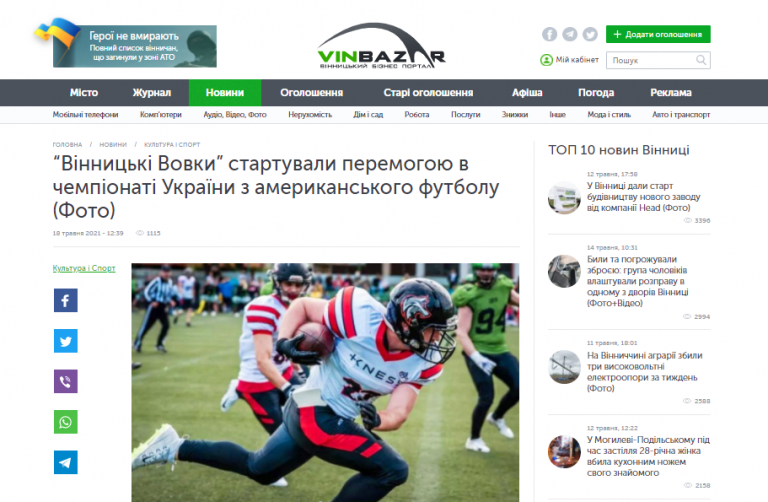 Герої не вмирають
Повний список вінничан,
що загинули у зоні АТО
VINBAZAR
ВІННИЦЬКИЙ БІЗНЕС ПОРТАЛ
+ Додати оголошення
Мій кабінет
Пошук
Місто Журнал Новини Оголошення Старі оголошення Афіша Погода Реклама
Мобільні телефони Комп'ютери Аудіо, Відео, Фото Нерухомість Дім і сад Робота Послуги Знижки Інше Мода і стиль Авто і транспорт
ГОЛОВНА / НОВИНИ / КУЛЬТУРА І СПОРТ
“Вінницькі Вовки” стартували перемогою в
чемпіонаті України з американського футболу
(Фото)
18 травня 2021 - 12:39 1115
Культура і Спорт
KNESS
94
ТОП 10 новин Вінниці
12 травня, 17:58
У Вінниці дали старт
будівництву нового заводу
від компанії Head (Фото)
3396
14 травня, 10:31
Били та погрожували
зброєю: група чоловіків
влаштували розправу в
одному з дворів Вінниці
(Фото+Відео)
2994
11 травня, 18:01
На Вінниччині аграрії збили
три високовольтні
електроопори за тиждень
(Фото)
2588
12 травня, 12:22
У Могилеві-Подільському під
час застілля 28-річна жінка
вбила кухонним ножем
свого знайомого
2158